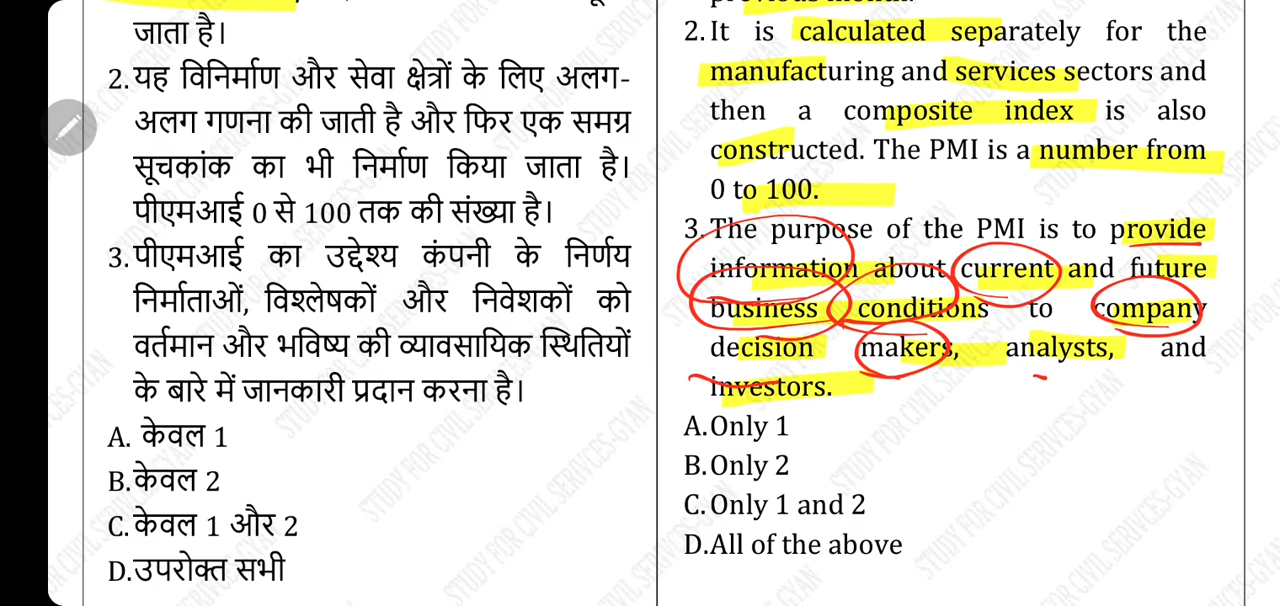 जाता है।
2. यह विनिर्माण और सेवा क्षेत्रों के लिए अलग-
अलग गणना की जाती है और फिर एक समग्र
सूचकांक का भी निर्माण किया जाता है।
पीएमआई 0 से 100 तक की संख्या है।
3. पीएमआई का उद्देश्य कंपनी के निर्णय
निर्माताओं, विश्लेषकों और निवेशकों को
वर्तमान और भविष्य की व्यावसायिक स्थितियों
के बारे में जानकारी प्रदान करना है।
A. केवल 1
B. केवल 2
C. केवल 1 और 2
D. उपरोक्त सभी
2. It is calculated separately for the
manufacturing and services sectors and
then a composite index is also
constructed. The PMI is a number from
0 to 100.
3. The purpose of the PMI is to provide
information about current and future
business conditions to company
decision makers, analysts, and
investors.
A. Only 1
B. Only 2
C. Only 1 and 2
D. All of the above
STUDY FOR CIVIL SERIVCES-GYAN